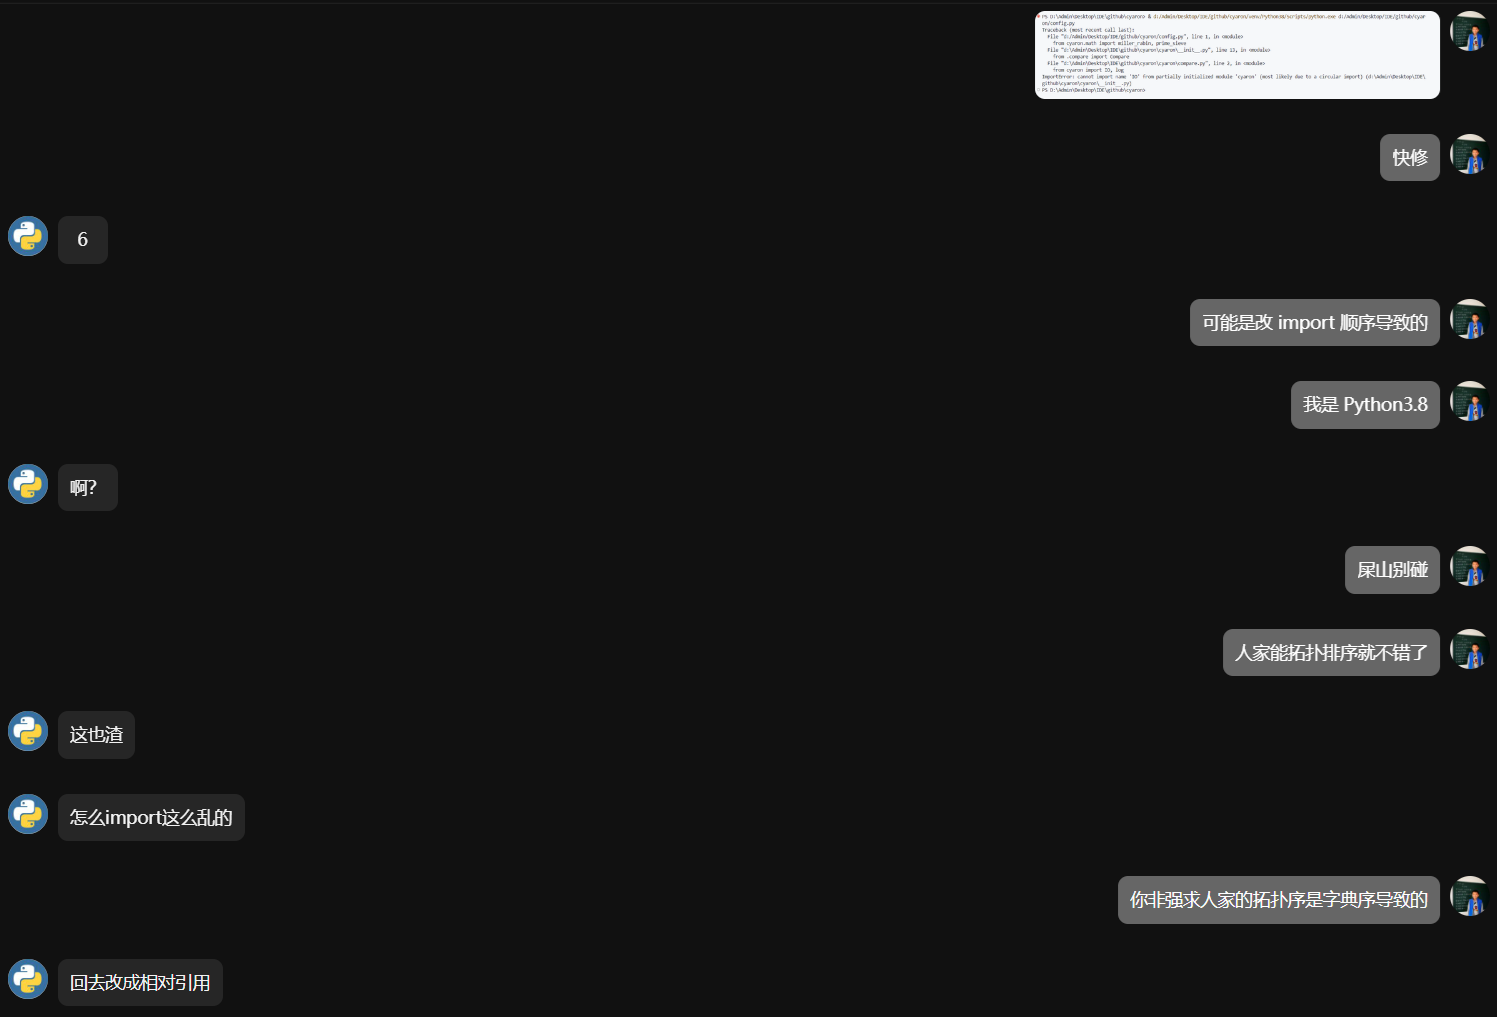 PS D:\Admin\Desktop\IDE\github\cyaron> & d:/Admin/Desktop/IDE/github/cyaron/venv/Python38/Scripts/python.exe d:/Admin/Desktop/IDE/github/cyar
on/config.py
Traceback (most recent call last):
File "d:/Admin/Desktop/IDE/github/cyaron/config.py", line 1, in <module>
from cyaron.math import miller_rabin, prime_sieve
File "d:\Admin\Desktop\IDE\github\cyaron\cyaron\__init__.py", line 13, in <module>
from .compare import Compare
File "d:\Admin\Desktop\IDE\github\cyaron\cyaron\compare.py", line 3, in <module>
from cyaron import IO, log
ImportError: cannot import name 'IO' from partially initialized module 'cyaron' (most likely due to a circular import) (d:\Admin\Desktop\IDE\
github\cyaron\cyaron\__init__.py)
PS D:\Admin\Desktop\IDE\github\cyaron>
快修
6
可能是改 import 顺序导致的
我是 Python3.8
啊？
屎山别碰
人家能拓扑排序就不错了
这也渣
怎么import这么乱的
你非强求人家的拓扑序是字典序导致的
回去改成相对引用